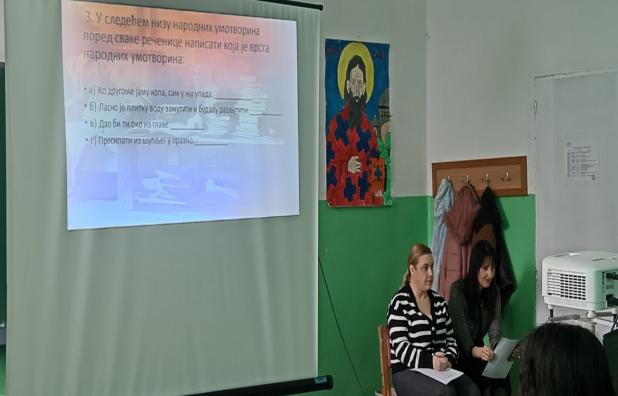 3. У следећем низу народних умотворина
поред сваке реченице написати која је врста
народних умотворина:
• а) Ко другоме јаму копа, сам у њу упада. ____________
• б) Ласно је плитку воду замутити и будалу разљутити. ______
• в) Дао би ти око из главе. ________
• г) Пресипати из шупљег у празно. ________